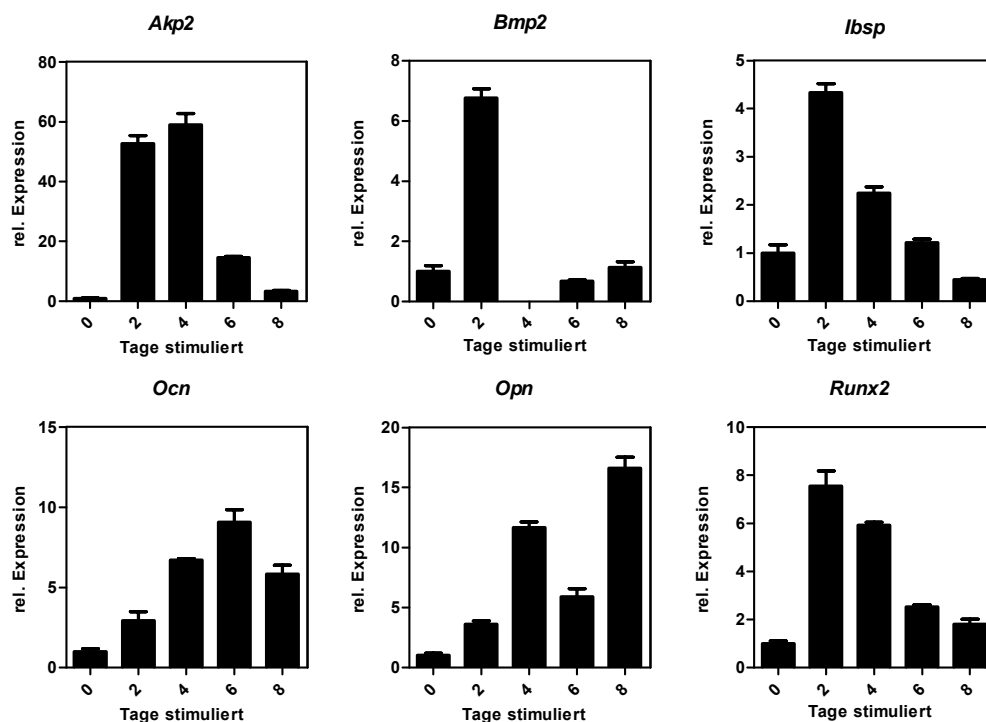 Akp2
Bmp2
Ibsp
rel. Expression
80
60
40
20
0
0 2 4 6 8
Tage stimuliert
rel. Expression
8
6
4
2
0
0 2 4 6 8
Tage stimuliert
rel. Expression
5
4
3
2
1
0
0 2 4 6 8
Tage stimuliert
Ocn
Opn
Runx2
rel. Expression
15
10
5
0
0 2 4 6 8
Tage stimuliert
rel. Expression
20
15
10
5
0
0 2 4 6 8
Tage stimuliert
rel. Expression
10
8
6
4
2
0
0 2 4 6 8
Tage stimuliert